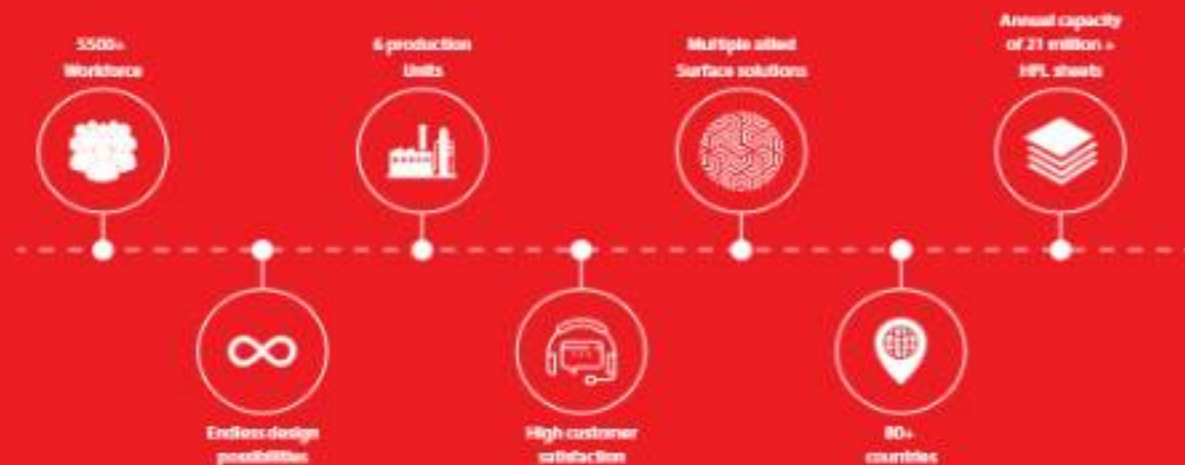 5500+
Workforce
Endless design
possibilities
6 production
Units
High customer
satisfaction
Multiple allied
Surface solutions
80+
countries
Annual capacity
of 21 million +
HPL sheets